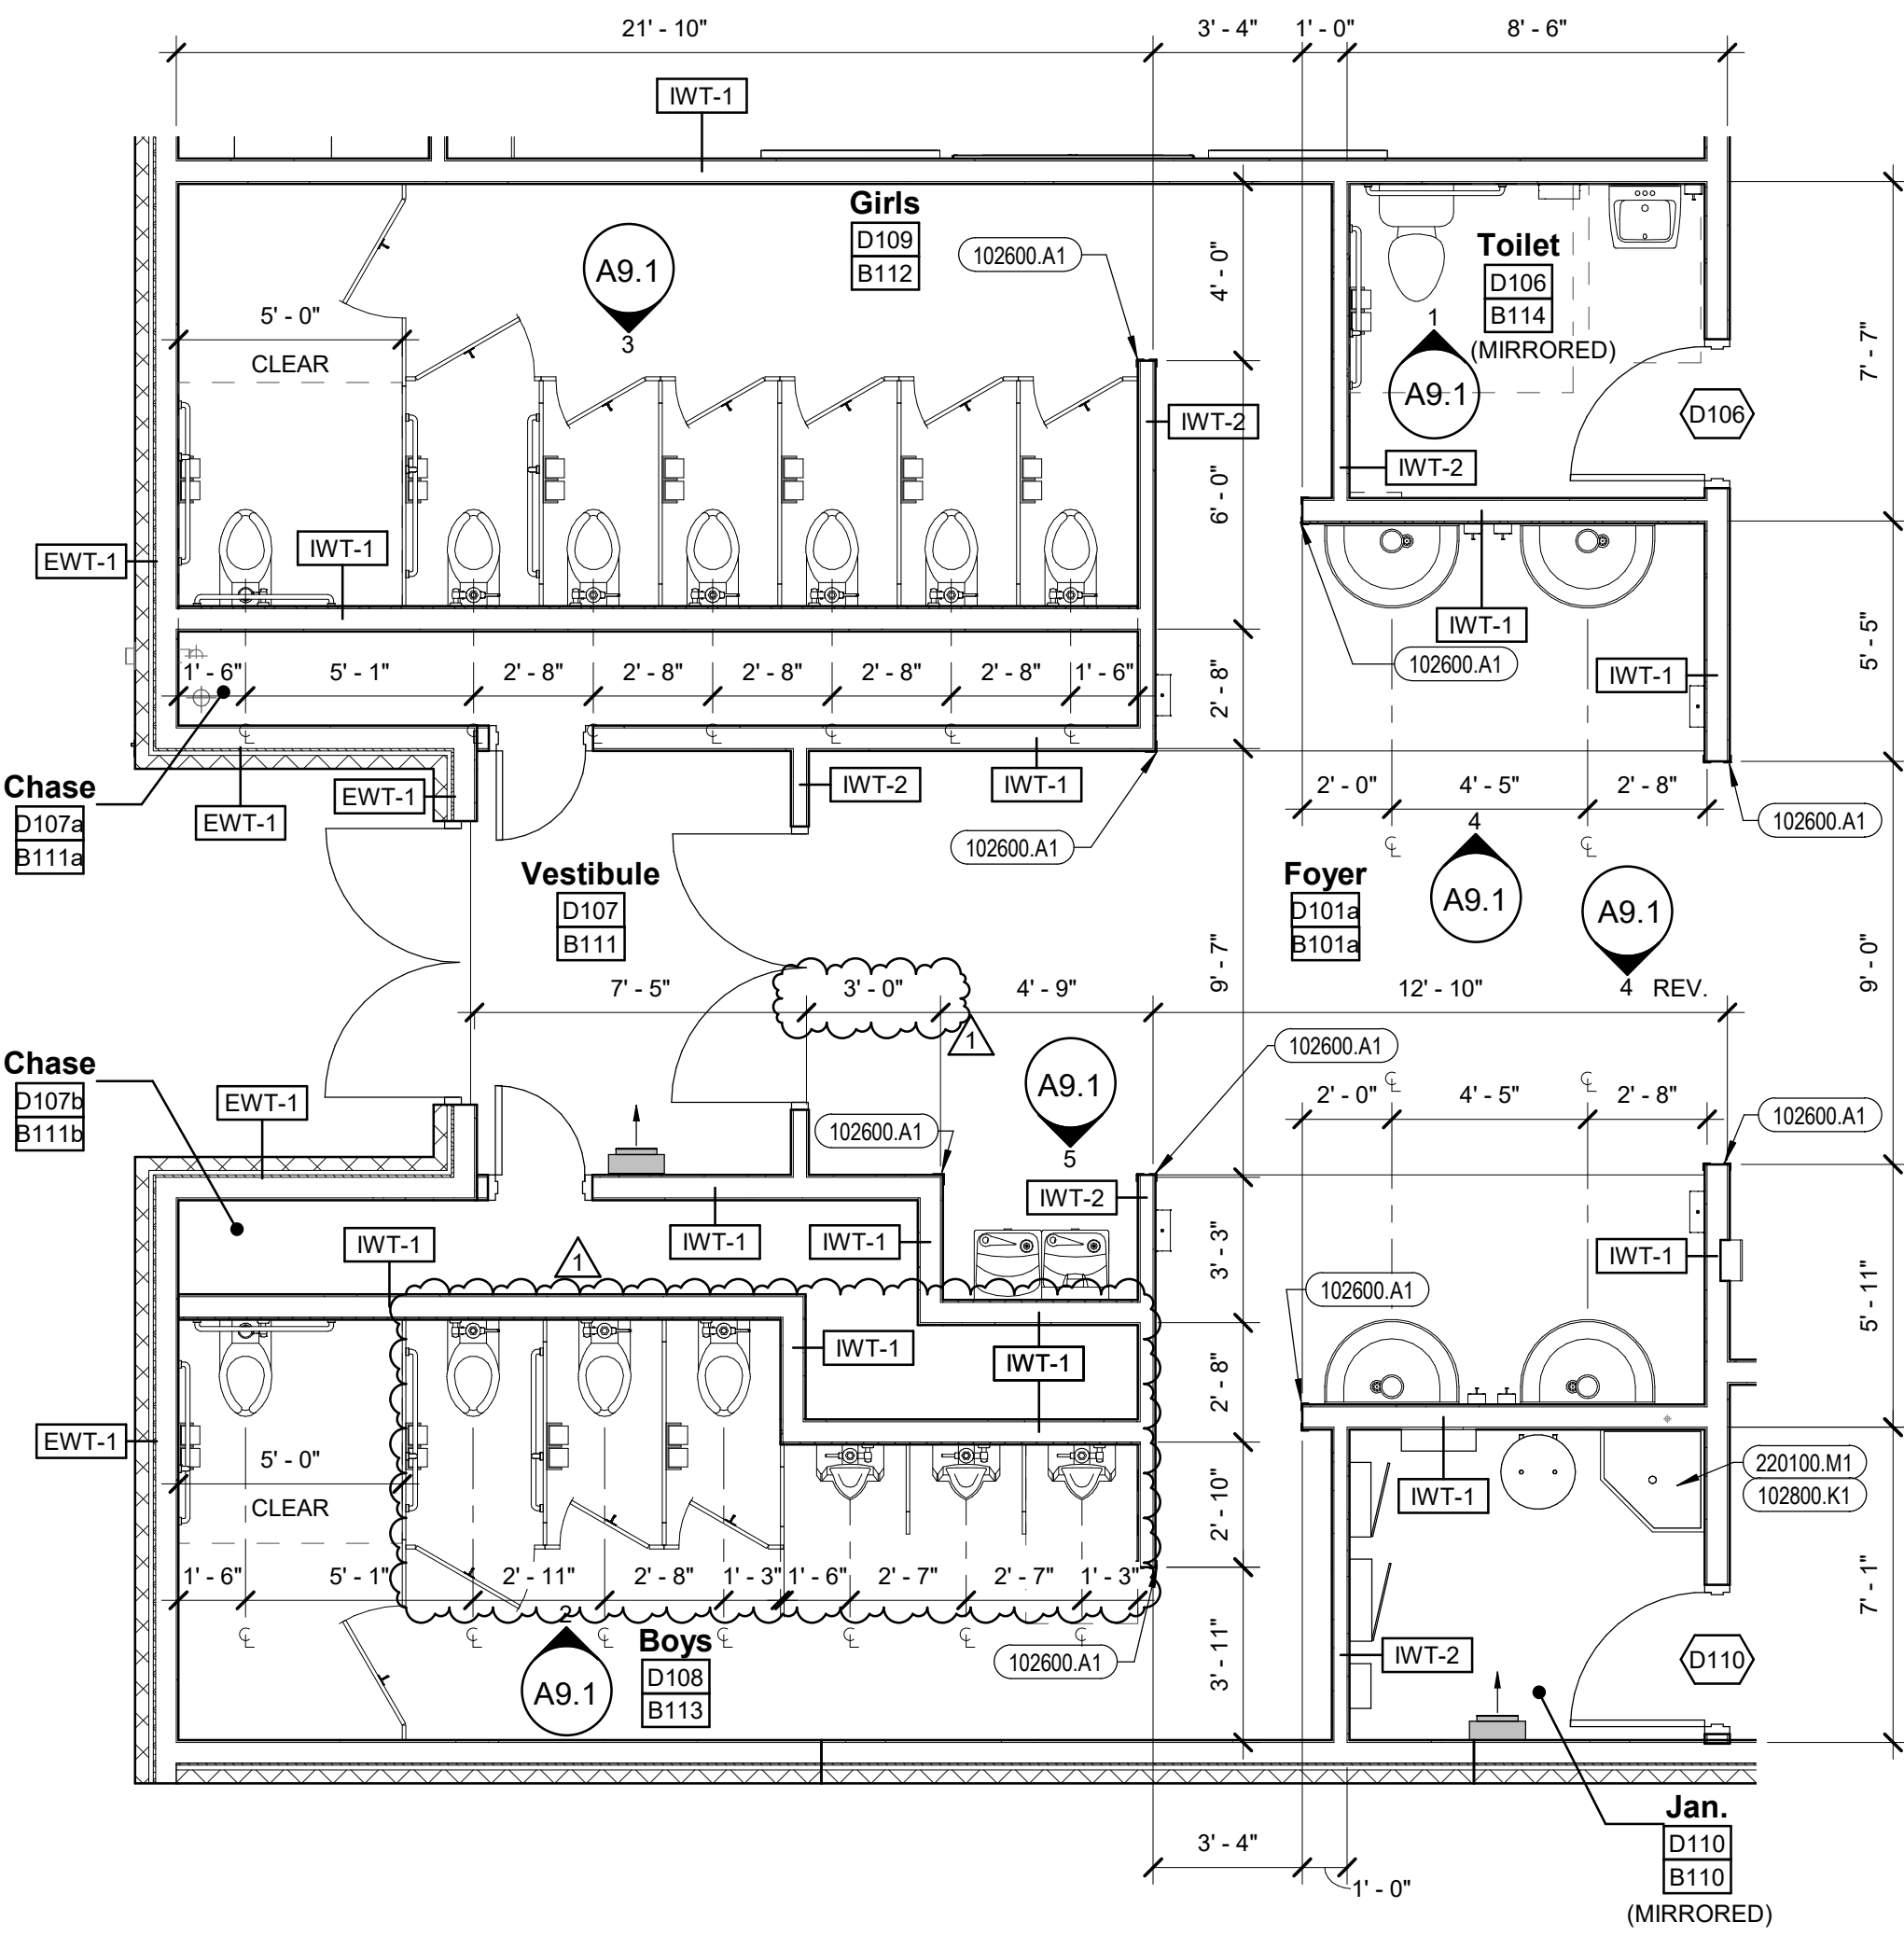 21' - 10"
3' - 4"
1' - 0"
8' - 6"
IWT-1
Girls
D109
B112
102600.A1
4' - 0"
A9.1
3
5' - 0"
CLEAR
Toilet
D106
B114
(MIRRORED)
1
A9.1
7' - 7"
D106
IWT-2
IWT-2
6' - 0"
EWT-1
IWT-1
IWT-1
102600.A1
IWT-1
5' - 5"
1' - 6"
5' - 1"
2' - 8"
2' - 8"
2' - 8"
2' - 8"
2' - 8"
1' - 6"
2' - 8"
Chase
D107a
B111a
EWT-1
EWT-1
IWT-2
IWT-1
102600.A1
2' - 0"
4' - 5"
2' - 8"
102600.A1
4
A9.1
A9.1
4 REV.
Vestibule
D107
B111
Foyer
D101a
B101a
9' - 7"
9' - 0"
7' - 5"
3' - 0"
4' - 9"
12' - 10"
1
A9.1
5
102600.A1
Chase
D107b
B111b
EWT-1
102600.A1
2' - 0"
4' - 5"
2' - 8"
102600.A1
IWT-2
IWT-1
IWT-1
IWT-1
1
3' - 3"
IWT-1
102600.A1
5' - 11"
IWT-1
IWT-1
2' - 8"
EWT-1
5' - 0"
CLEAR
2' - 10"
IWT-1
220100.M1
102800.K1
1' - 6"
5' - 1"
2' - 11"
2' - 8"
1' - 3"
1' - 6"
2' - 7"
2' - 7"
1' - 3"
7' - 1"
2
A9.1
Boys
D108
B113
102600.A1
3' - 11"
IWT-2
D110
Jan.
D110
B110
(MIRRORED)
3' - 4"
1' - 0"